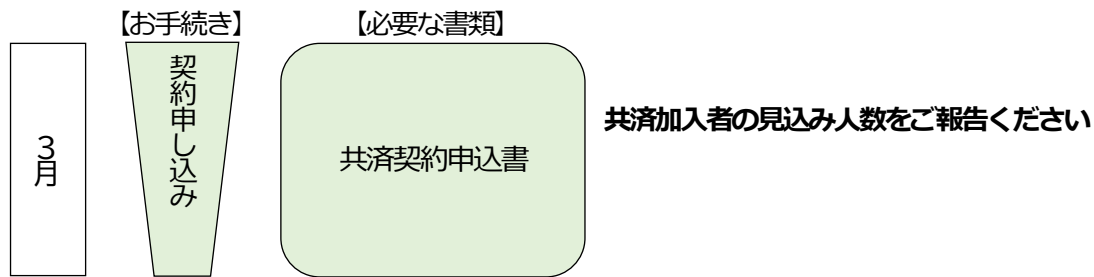 【お手続き】
【必要な書類】
3月
契約申し込み
共済契約申込書
共済加入者の見込み人数をご報告ください